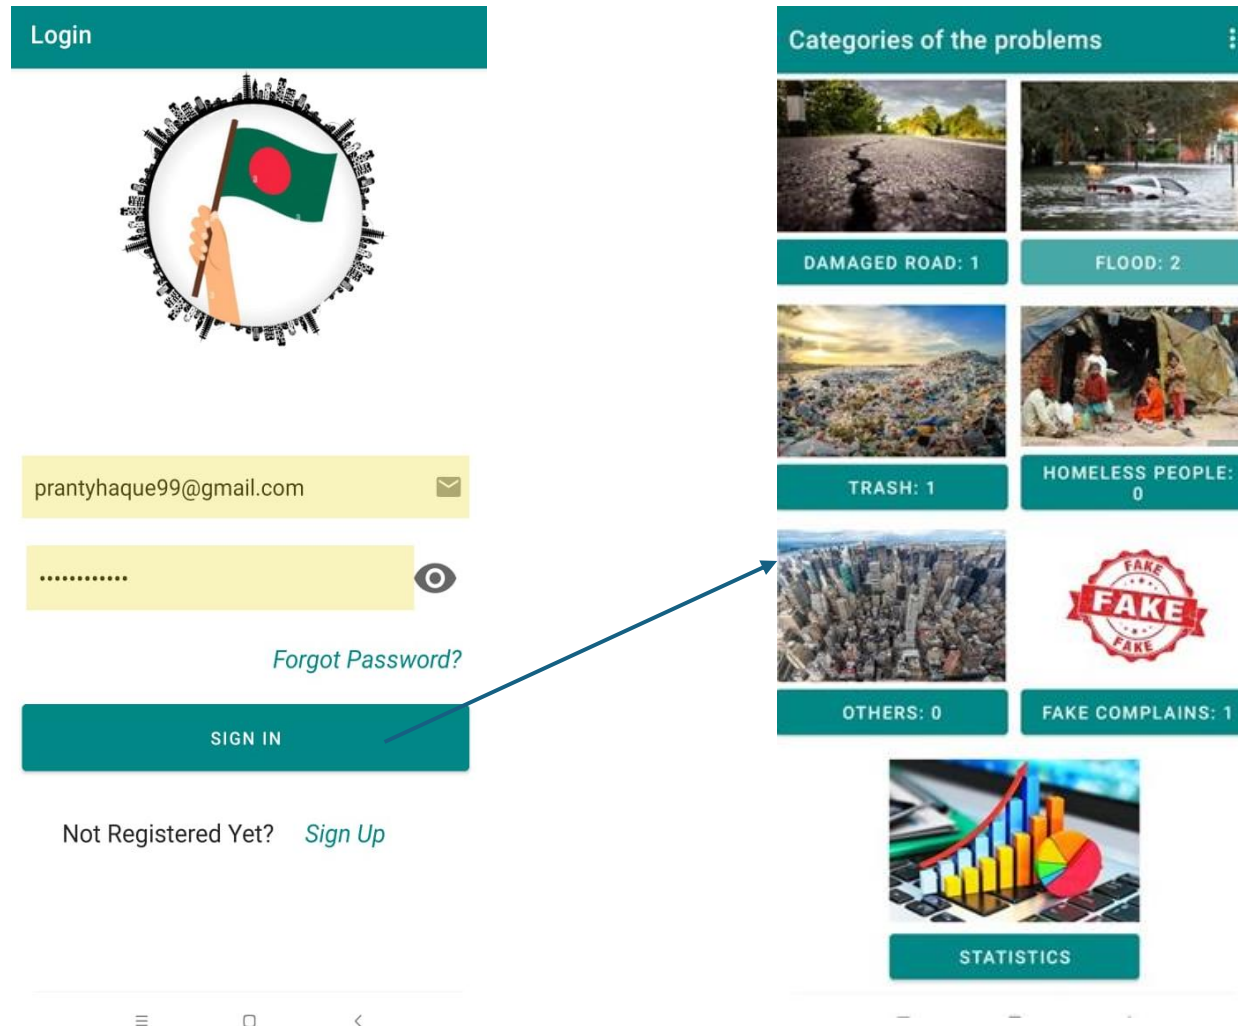 Login
prantyhaque99@gmail.com
••••••••••••
Forgot Password?
SIGN IN
Not Registered Yet? Sign Up
Categories of the problems
DAMAGED ROAD: 1
FLOOD: 2
TRASH: 1
HOMELESS PEOPLE:
0
FAKE
FAKE
FAKE
OTHERS: 0
FAKE COMPLAINS: 1
STATISTICS